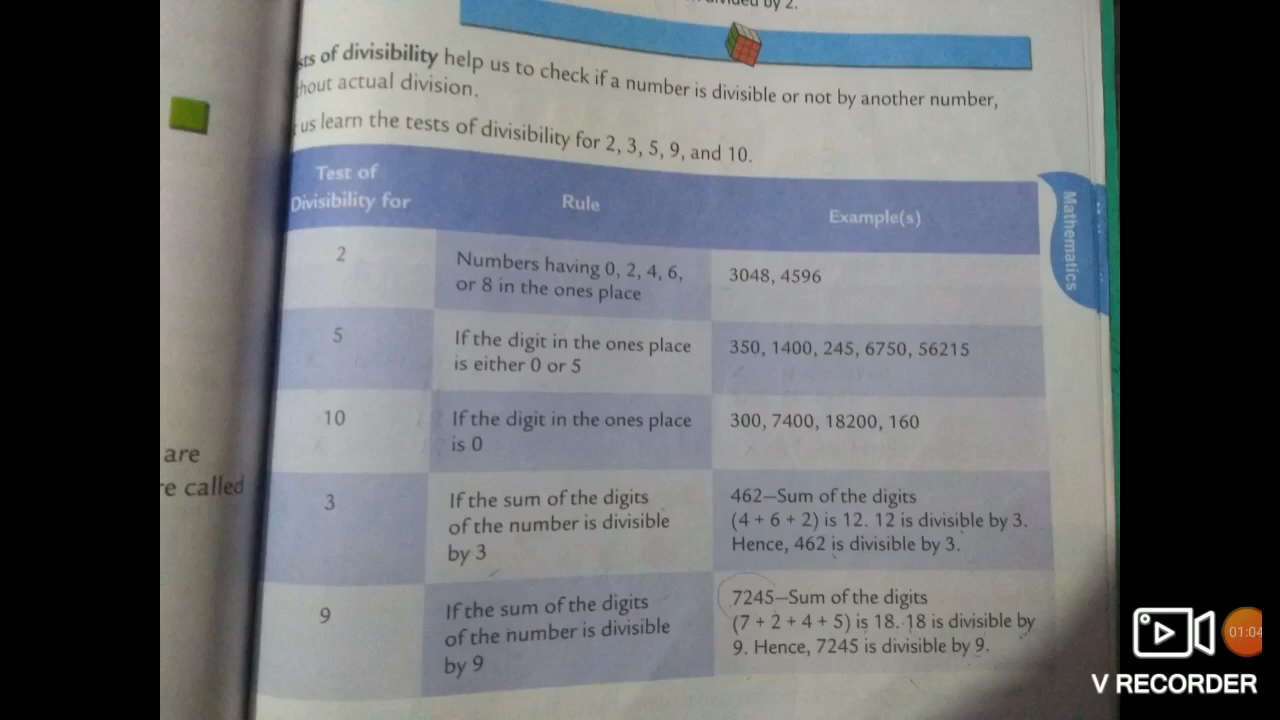 divided by 2.
sts of divisibility help us to check if a number is divisible or not by another number,
hout actual division.
us learn the tests of divisibility for 2, 3, 5, 9, and 10.
Test of
Divisibility for
Rule
Example(s)
2
Numbers having 0, 2, 4, 6,
or 8 in the ones place
3048, 4596
5
If the digit in the ones place
is either 0 or 5
350, 1400, 245, 6750, 56215
10
If the digit in the ones place
is 0
300, 7400, 18200, 160
3
If the sum of the digits
of the number is divisible
by 3
462—Sum of the digits
(4 + 6 + 2) is 12. 12 is divisible by 3.
Hence, 462 is divisible by 3.
9
If the sum of the digits
of the number is divisible
by 9
7245—Sum of the digits
(7 + 2 + 4 + 5) is 18. 18 is divisible by
9. Hence, 7245 is divisible by 9.
Mathematics
are
e called
01:04
V RECORDER